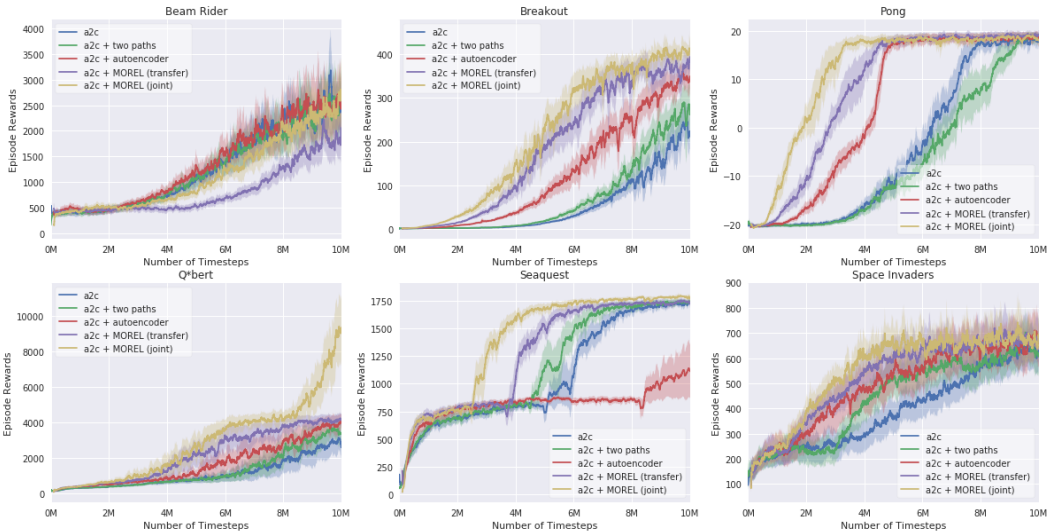 Beam Rider
4000
3500
3000
2500
2000
1500
1000
500
0
Episode Rewards
a2c
a2c + two paths
a2c + autoencoder
a2c + MOREL (transfer)
a2c + MOREL (joint)
0M 2M 4M 6M 8M 10M
Number of Timesteps
Breakout
400
300
200
100
0
Episode Rewards
a2c
a2c + two paths
a2c + autoencoder
a2c + MOREL (transfer)
a2c + MOREL (joint)
0M 2M 4M 6M 8M 10M
Number of Timesteps
Pong
20
10
0
−10
−20
Episode Rewards
a2c
a2c + two paths
a2c + autoencoder
a2c + MOREL (transfer)
a2c + MOREL (joint)
0M 2M 4M 6M 8M 10M
Number of Timesteps
Q*bert
10000
8000
6000
4000
2000
0
Episode Rewards
a2c
a2c + two paths
a2c + autoencoder
a2c + MOREL (transfer)
a2c + MOREL (joint)
0M 2M 4M 6M 8M 10M
Number of Timesteps
Seaquest
1750
1500
1250
1000
750
500
250
0
Episode Rewards
a2c
a2c + two paths
a2c + autoencoder
a2c + MOREL (transfer)
a2c + MOREL (joint)
0M 2M 4M 6M 8M 10M
Number of Timesteps
Space Invaders
900
800
700
600
500
400
300
200
100
Episode Rewards
a2c
a2c + two paths
a2c + autoencoder
a2c + MOREL (transfer)
a2c + MOREL (joint)
0M 2M 4M 6M 8M 10M
Number of Timesteps